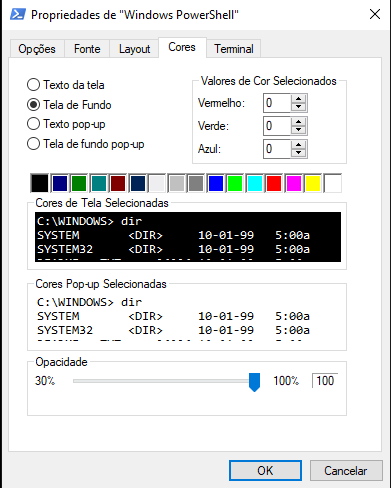 Propriedades de "Windows PowerShell"
Opções Fonte Layout Cores Terminal
Texto da tela
Tela de Fundo
Texto pop-up
Tela de fundo pop-up
Valores de Cor Selecionados
Vermelho: 0
Verde: 0
Azul: 0
Cores de Tela Selecionadas
C:\WINDOWS> dir
SYSTEM <DIR> 10-01-99 5:00a
SYSTEM32 <DIR> 10-01-99 5:00a
Cores Pop-up Selecionadas
C:\WINDOWS> dir
SYSTEM <DIR> 10-01-99 5:00a
SYSTEM32 <DIR> 10-01-99 5:00a
Opacidade
30% 100% 100
OK Cancelar